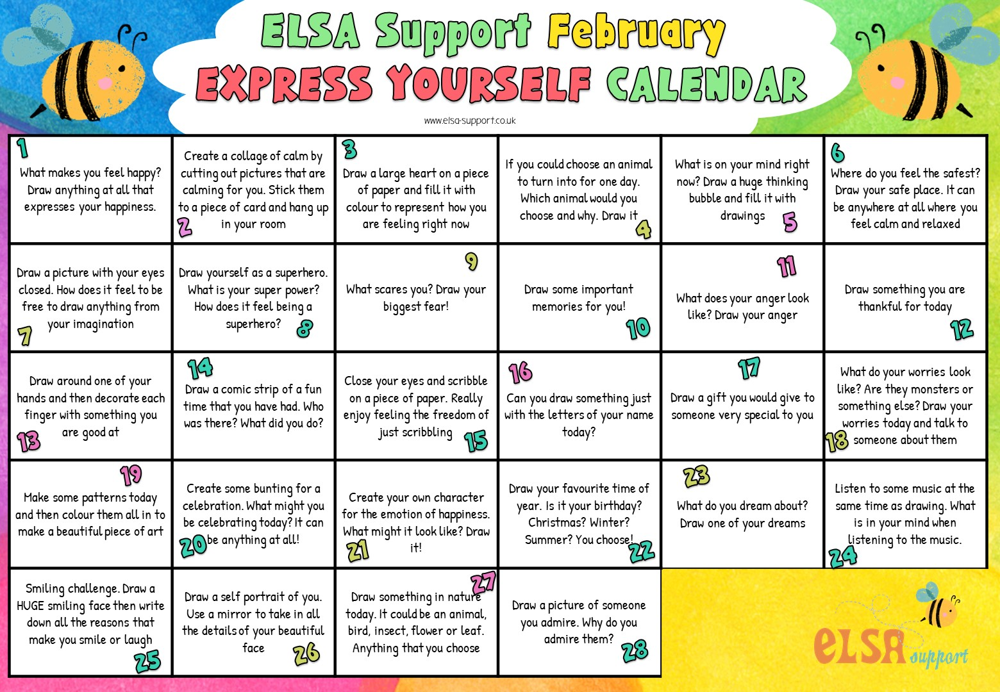 ELSA Support February
EXPRESS YOURSELF CALENDAR
www.elsa-support.co.uk
1
What makes you feel happy?
Draw anything at all that
expresses your happiness.
Create a collage of calm by
cutting out pictures that are
calming for you. Stick them
to a piece of card and hang up
in your room
2
3
Draw a large heart on a piece
of paper and fill it with
colour to represent how you
are feeling right now
If you could choose an animal
to turn into for one day.
Which animal would you
choose and why. Draw it
4
What is on your mind right
now? Draw a huge thinking
bubble and fill it with
drawings
5
6
Where do you feel the safest?
Draw your safe place. It can
be anywhere at all where you
feel calm and relaxed
Draw a picture with your eyes
closed. How does it feel to be
free to draw anything from
your imagination
7
Draw yourself as a superhero.
What is your super power?
How does it feel being a
superhero?
8
9
What scares you? Draw your
biggest fear!
Draw some important
memories for you!
10
11
What does your anger look
like? Draw your anger
Draw something you are
thankful for today
12
Draw around one of your
hands and then decorate each
finger with something you
are good at
13
14
Draw a comic strip of a fun
time that you have had. Who
was there? What did you do?
Close your eyes and scribble
on a piece of paper. Really
enjoy feeling the freedom of
just scribbling
15
16
Can you draw something just
with the letters of your name
today?
17
Draw a gift you would give to
someone very special to you
What do your worries look
like? Are they monsters or
something else? Draw your
worries today and talk to
someone about them
18
19
Make some patterns today
and then colour them all in to
make a beautiful piece of art
Create some bunting for a
celebration. What might you
be celebrating today? It can
be anything at all!
20
Create your own character
for the emotion of happiness.
What might it look like? Draw
it!
21
Draw your favourite time of
year. Is it your birthday?
Christmas? Winter?
Summer? You choose!
22
23
What do you dream about?
Draw one of your dreams
Listen to some music at the
same time as drawing. What
is in your mind when
listening to the music.
24
Smiling challenge. Draw a
HUGE smiling face then write
down all the reasons that
make you smile or laugh
25
Draw a self portrait of you.
Use a mirror to take in all
the details of your beautiful
face
26
27
Draw something in nature
today. It could be an animal,
bird, insect, flower or leaf.
Anything that you choose
Draw a picture of someone
you admire. Why do you
admire them?
28
eLSA support